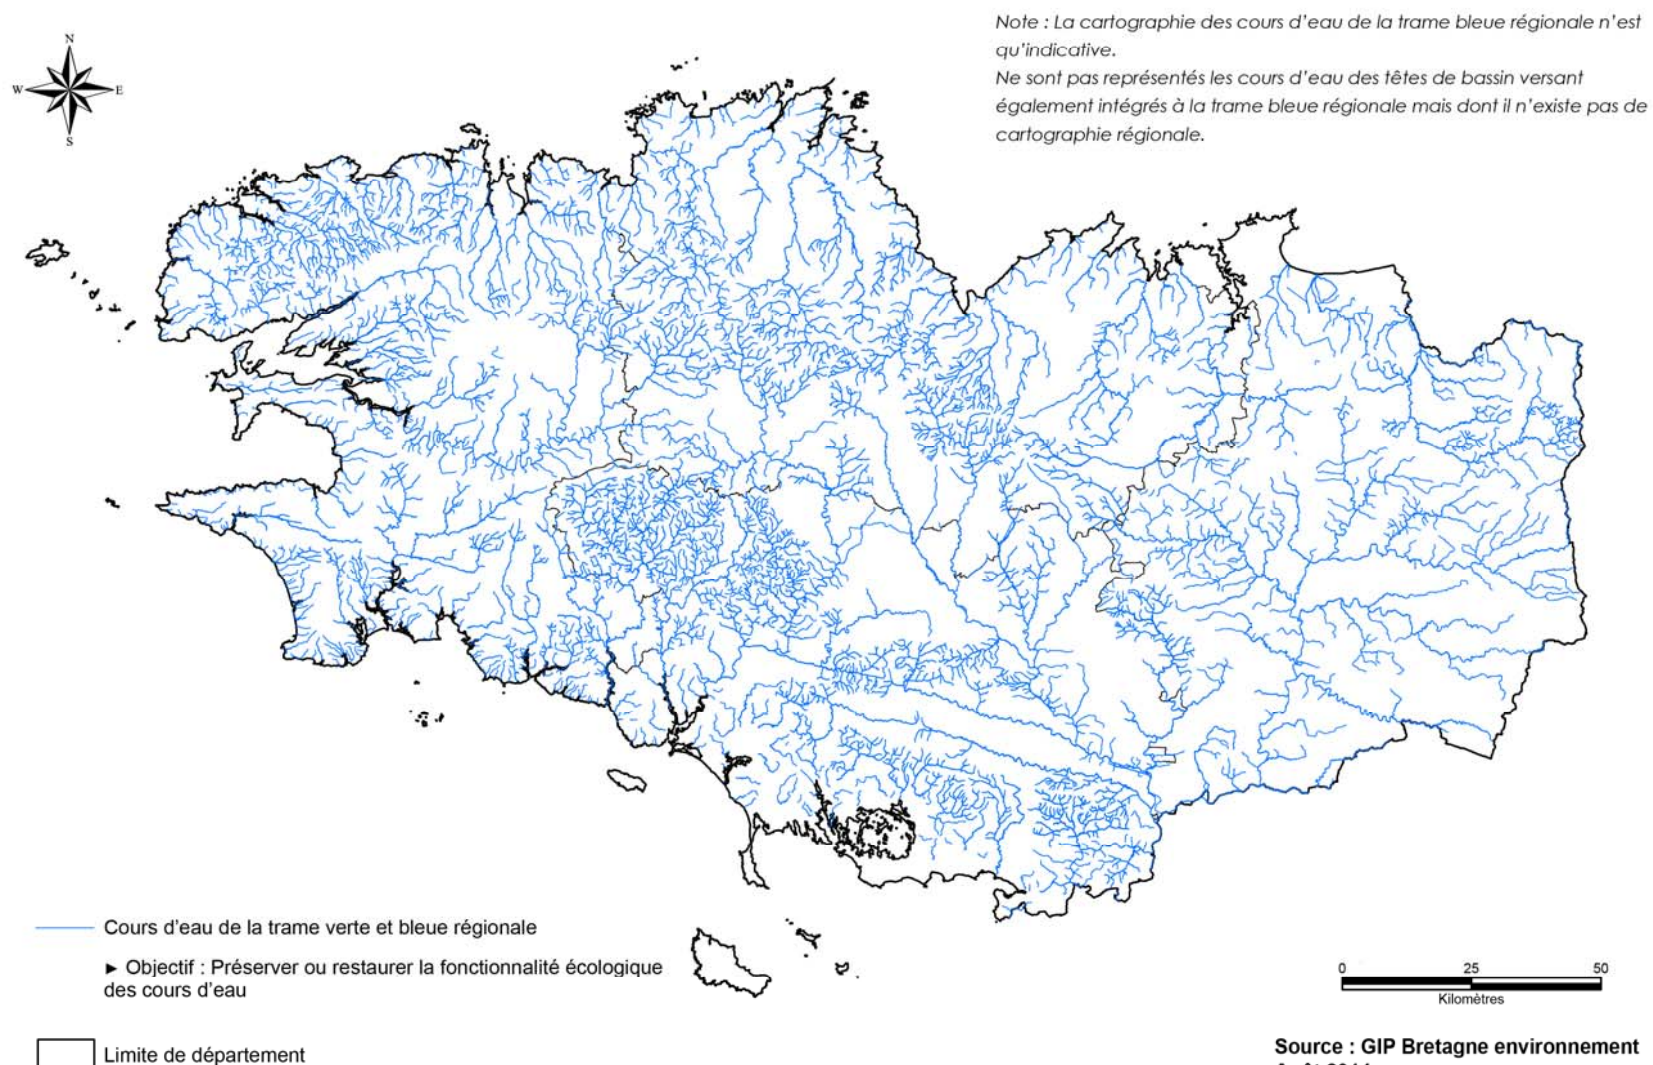 Note : La cartographie des cours d'eau de la trame bleue régionale n'est
qu'indicative.
Ne sont pas représentés les cours d'eau des têtes de bassin versant
également intégrés à la trame bleue régionale mais dont il n'existe pas de
cartographie régionale.
N
W E
S
Cours d'eau de la trame verte et bleue régionale
► Objectif : Préserver ou restaurer la fonctionnalité écologique
des cours d'eau
0 25 50
Kilomètres
Limite de département
Source : GIP Bretagne environnement